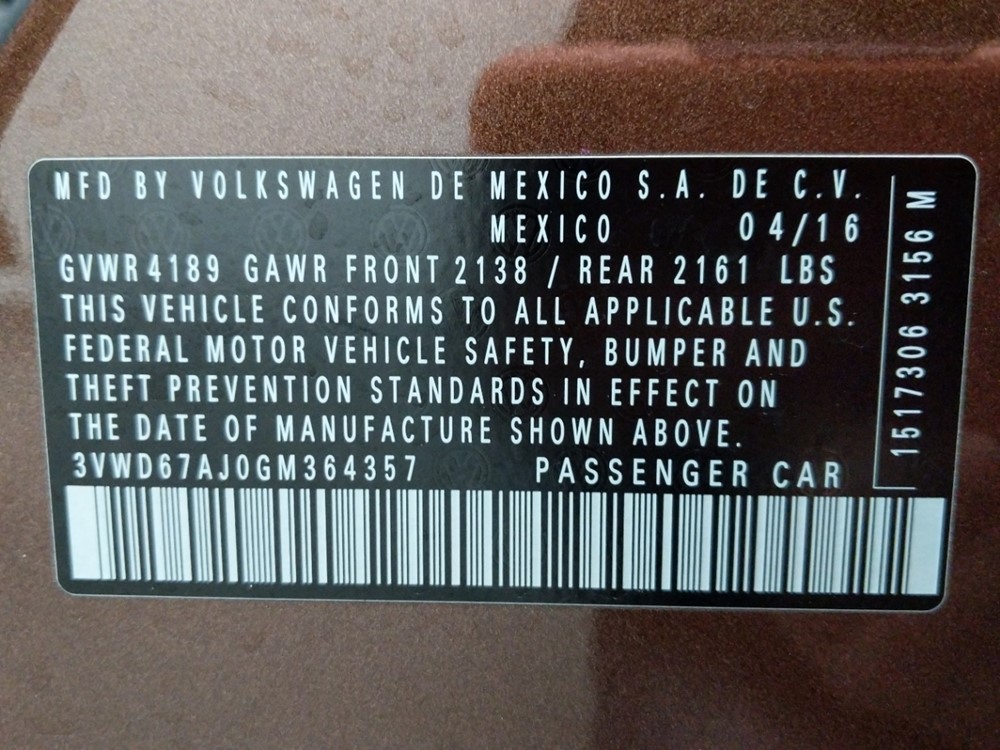 MFD BY VOLKSWAGEN DE MEXICO S.A. DE C.V.
MEXICO 04/16
GVWR 4189 GAWR FRONT 2138 / REAR 2161 LBS
THIS VEHICLE CONFORMS TO ALL APPLICABLE U.S.
FEDERAL MOTOR VEHICLE SAFETY, BUMPER AND
THEFT PREVENTION STANDARDS IN EFFECT ON
THE DATE OF MANUFACTURE SHOWN ABOVE.
3VWD67AJ0GM364357 PASSENGER CAR
1517306 3156 M